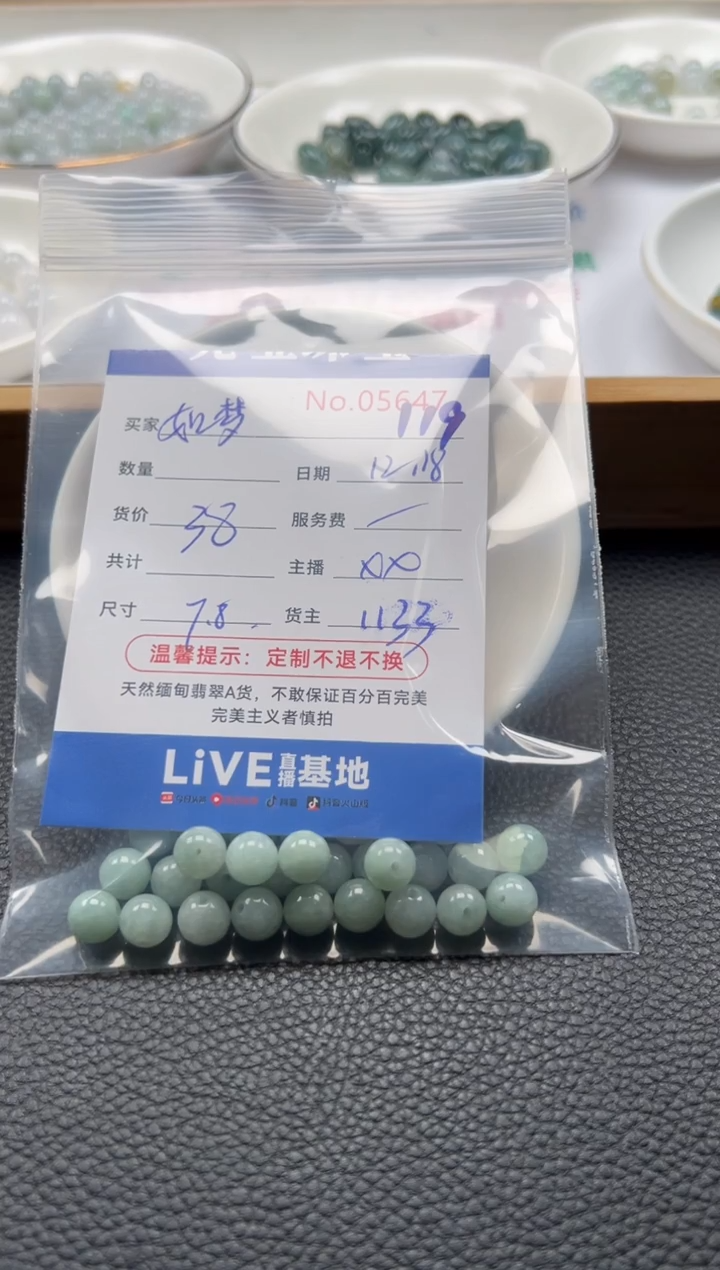 No.05647
119
买家 如梦
数量 日期 12.18
货价 38 服务费 一
共计 主播 XX
尺寸 7.8 货主 1133
温馨提示：定制不退不换
天然缅甸翡翠A货，不敢保证百分百完美
完美主义者慎拍
LiVE直播基地